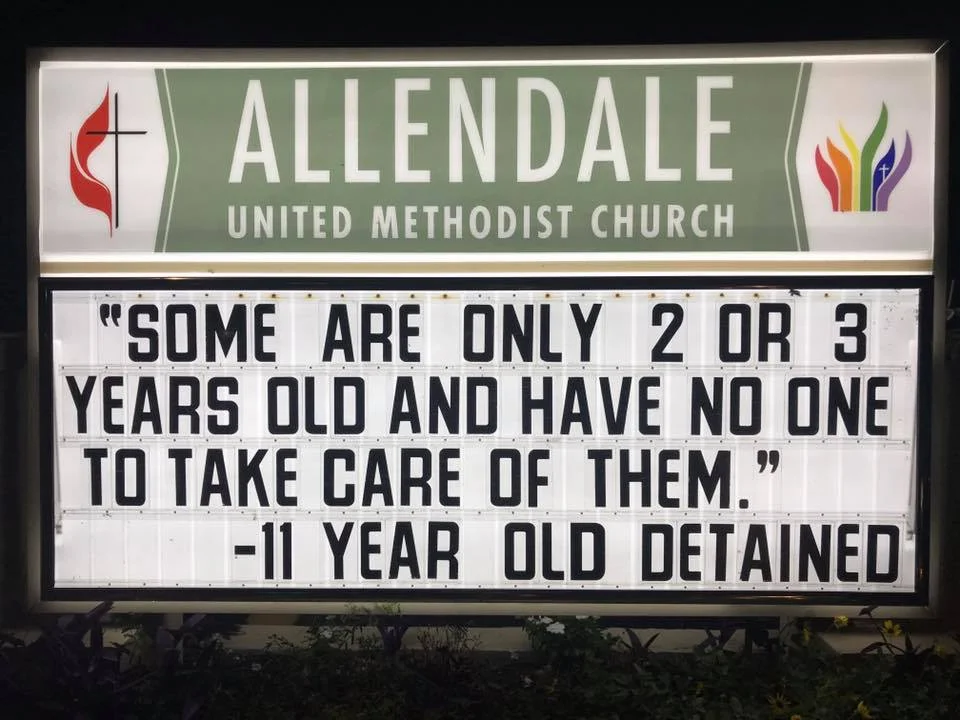 ALLENDALE
UNITED METHODIST CHURCH
"SOME ARE ONLY 2 OR 3
YEARS OLD AND HAVE NO ONE
TO TAKE CARE OF THEM."
-11 YEAR OLD DETAINED